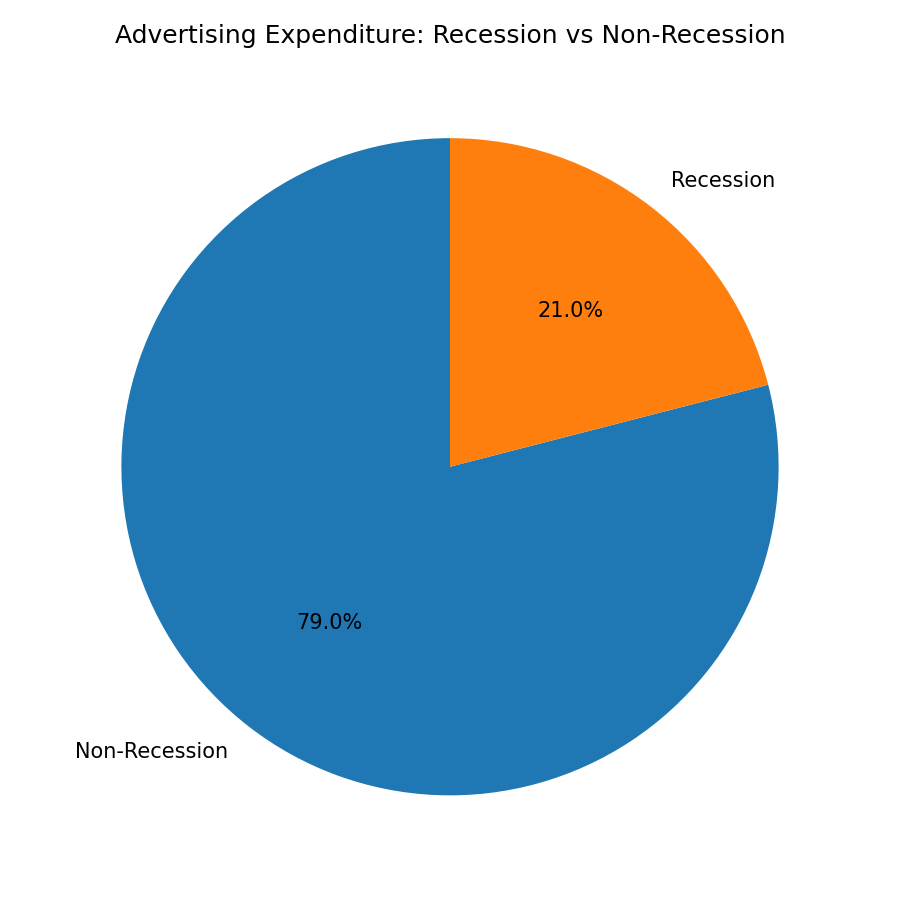 Advertising Expenditure: Recession vs Non-Recession
Recession
21.0%
79.0%
Non-Recession